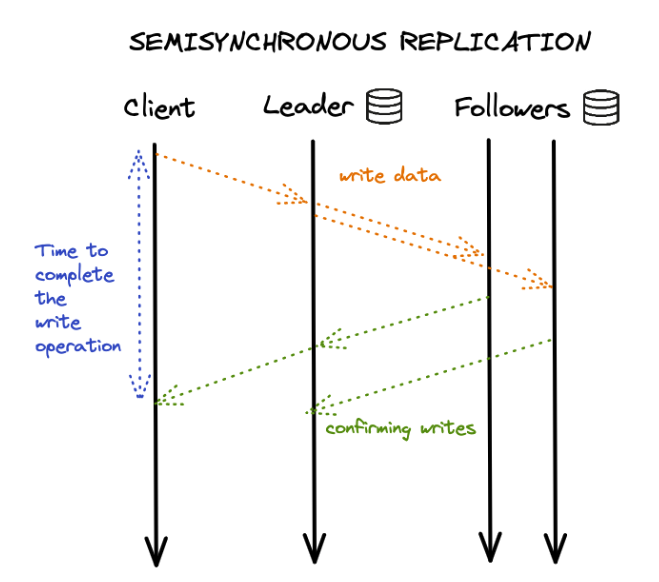 SEMISYNCHRONOUS REPLICATION
Client
Leader
Followers
write data
Time to
complete
the
write
operation
confirming writes